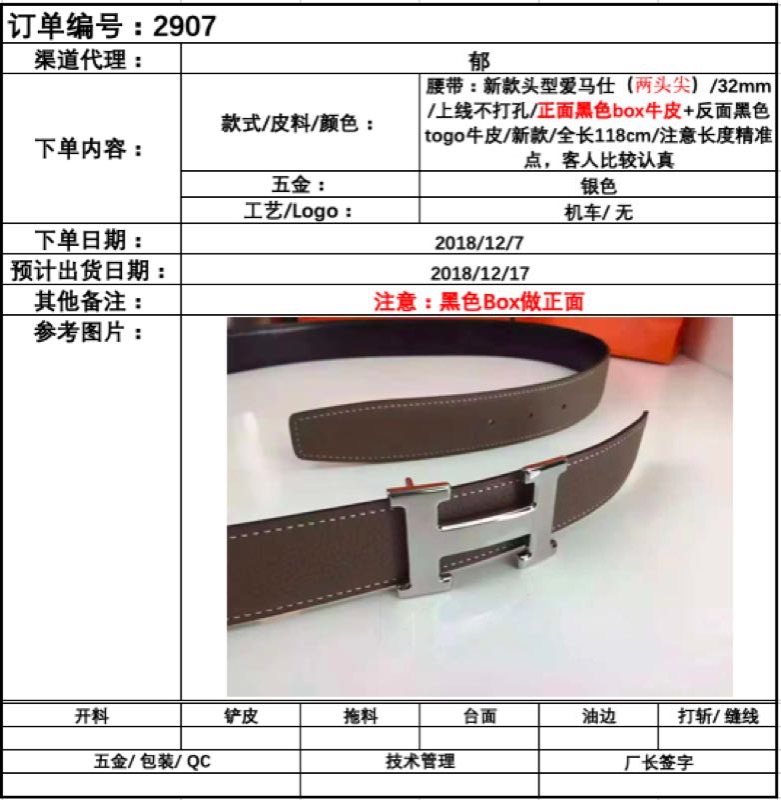 订单编号：2907
渠道代理：
郁
下单内容：
款式/皮料/颜色：
腰带：新款头型爱马仕（两头尖）/32mm
/上线不打孔/正面黑色box牛皮+反面黑色
togo牛皮/新款/全长118cm/注意长度精准
点，客人比较认真
五金：
银色
工艺/Logo：
机车/ 无
下单日期：
2018/12/7
预计出货日期：
2018/12/17
其他备注：
注意：黑色Box做正面
参考图片：
开料
铲皮
拖料
台面
油边
打斩/ 缝线
五金/ 包装/ QC
技术管理
厂长签字